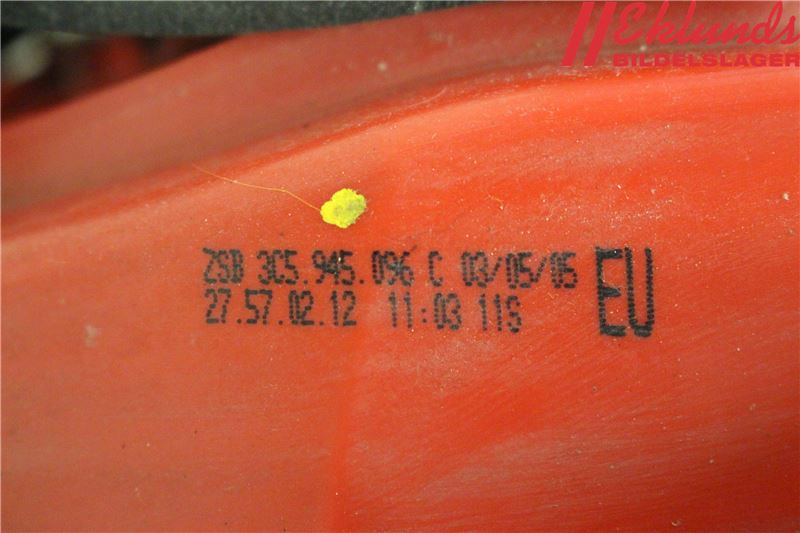 Eklunds
BILDELSLAGER
ZSB 3C5.945.096 C 03/05/05
27.57.02.12 11:03 11S
EU